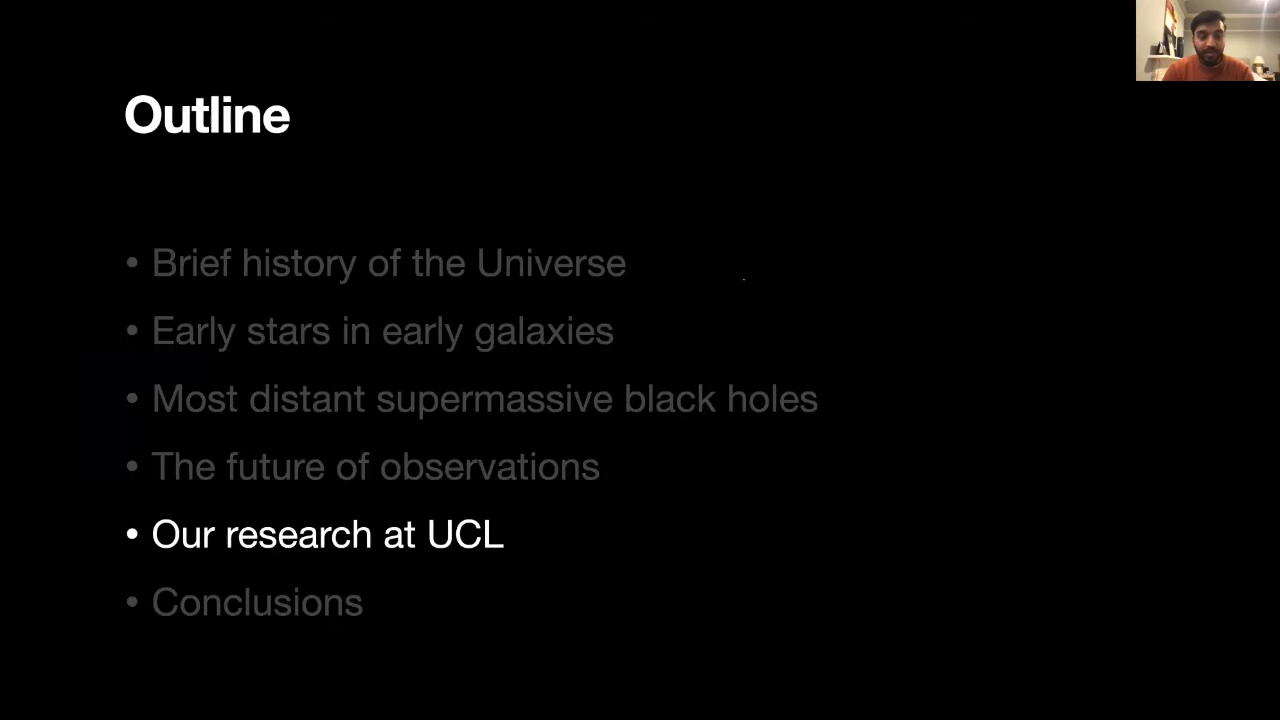 Outline
• Brief history of the Universe
• Early stars in early galaxies
• Most distant supermassive black holes
• The future of observations
• Our research at UCL
• Conclusions